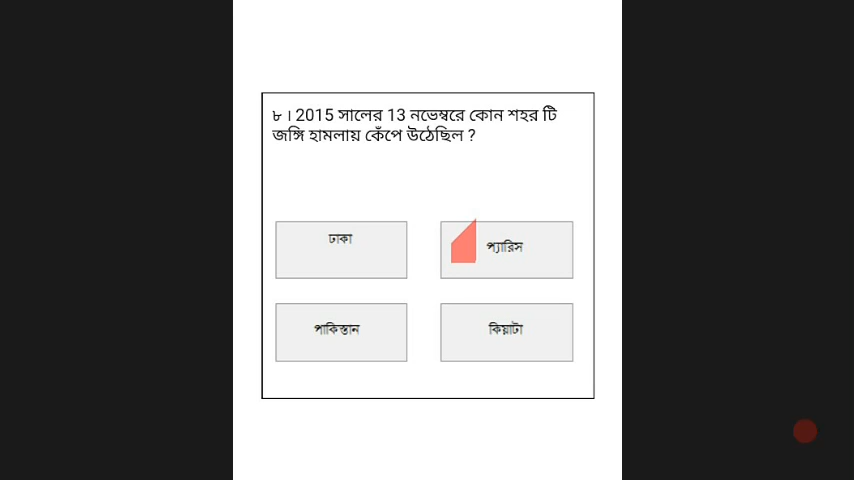 ৮ । 2015 সালের 13 নভেম্বরে কোন শহর টি
জঙ্গি হামলায় কেঁপে উঠেছিল ?
ঢাকা
প্যারিস
পাকিস্তান
কিয়াটা